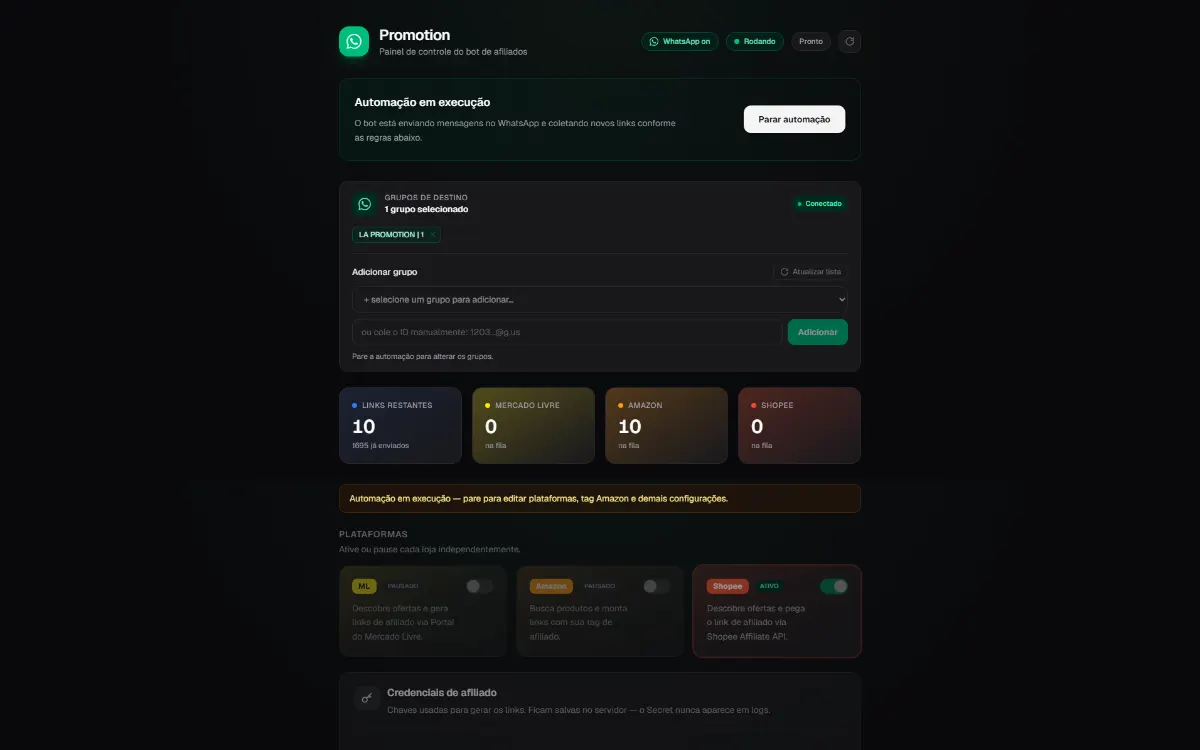 Promotion
Painel de controle do bot de afiliados
WhatsApp on
Rodando
Pronto
Automação em execução
O bot está enviando mensagens no WhatsApp e coletando novos links conforme
as regras abaixo.
Parar automação
GRUPOS DE DESTINO
1 grupo selecionado
Conectado
LA PROMOTION | 1 ×
Adicionar grupo
Atualizar lista
+ selecione um grupo para adicionar...
ou cole o ID manualmente: 1203...@g.us
Adicionar
Pare a automação para alterar os grupos.
LINKS RESTANTES
10
1695 já enviados
MERCADO LIVRE
0
na fila
AMAZON
10
na fila
SHOPEE
0
na fila
Automação em execução — pare para editar plataformas, tag Amazon e demais configurações.
PLATAFORMAS
Ative ou pause cada loja independentemente.
ML
PAUSADO
Descobre ofertas e gera
links de afiliado via Portal
do Mercado Livre.
Amazon
PAUSADO
Busca produtos e monta
links com sua tag de
afiliado.
Shopee
ATIVO
Descobre ofertas e pega
o link de afiliado via
Shopee Affiliate API.
Credenciais de afiliado
Chaves usadas para gerar os links. Ficam salvas no servidor — o Secret nunca aparece em logs.